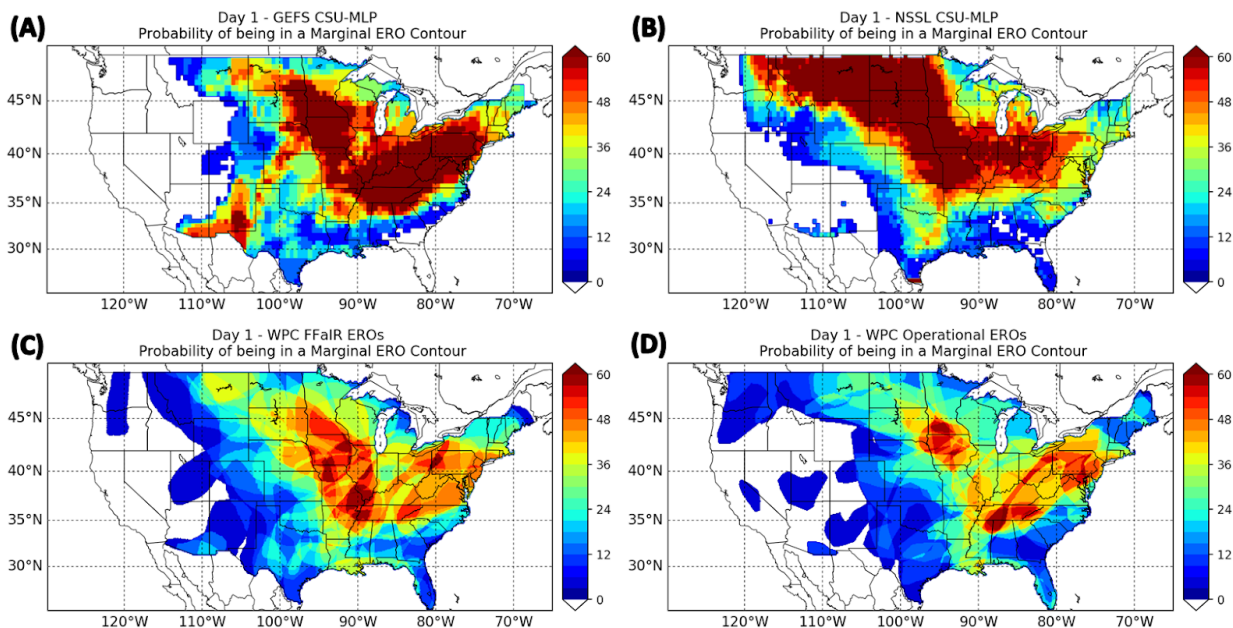 (A)
Day 1 - GEFS CSU-MLP
Probability of being in a Marginal ERO Contour
45°N
40°N
35°N
30°N
120°W 110°W 100°W 90°W 80°W 70°W
60
48
36
24
12
0
(B)
Day 1 - NSSL CSU-MLP
Probability of being in a Marginal ERO Contour
45°N
40°N
35°N
30°N
120°W 110°W 100°W 90°W 80°W 70°W
60
48
36
24
12
0
(C)
Day 1 - WPC FFaIR EROs
Probability of being in a Marginal ERO Contour
45°N
40°N
35°N
30°N
120°W 110°W 100°W 90°W 80°W 70°W
60
48
36
24
12
0
(D)
Day 1 - WPC Operational EROs
Probability of being in a Marginal ERO Contour
45°N
40°N
35°N
30°N
120°W 110°W 100°W 90°W 80°W 70°W
60
48
36
24
12
0